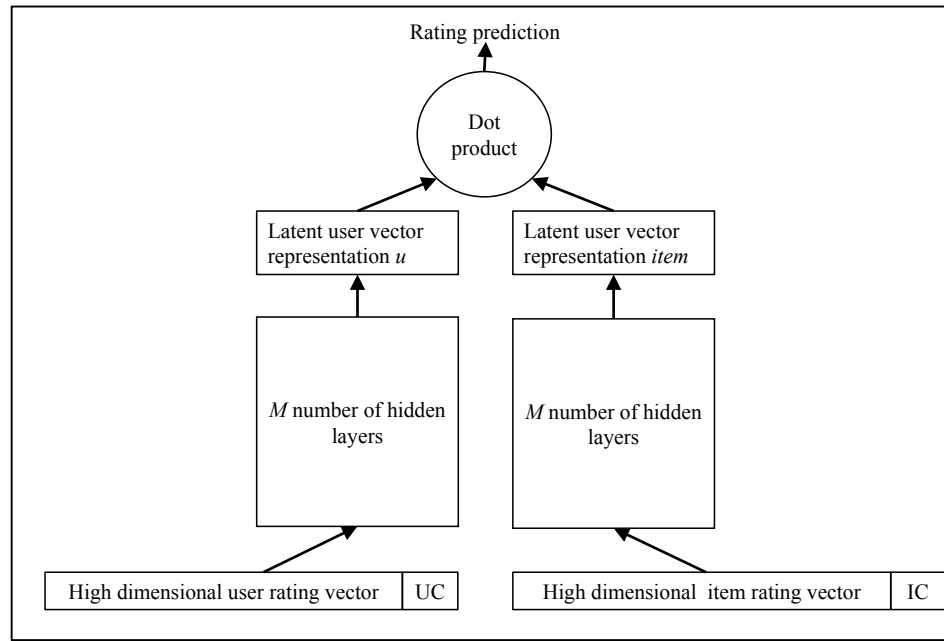 Rating prediction
Dot
product
Latent user vector
representation u
Latent user vector
representation item
M number of hidden
layers
M number of hidden
layers
High dimensional user rating vector UC
High dimensional item rating vector IC